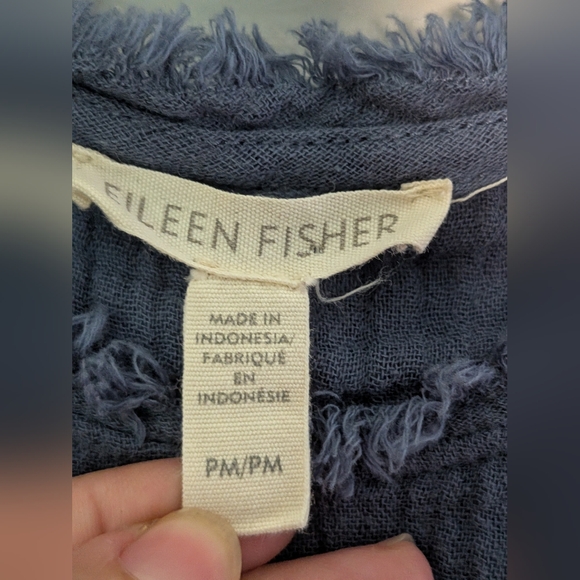 EILEEN FISHER
MADE IN
INDONESIA/
FABRIQUÉ
EN
INDONÉSIE
PM/PM